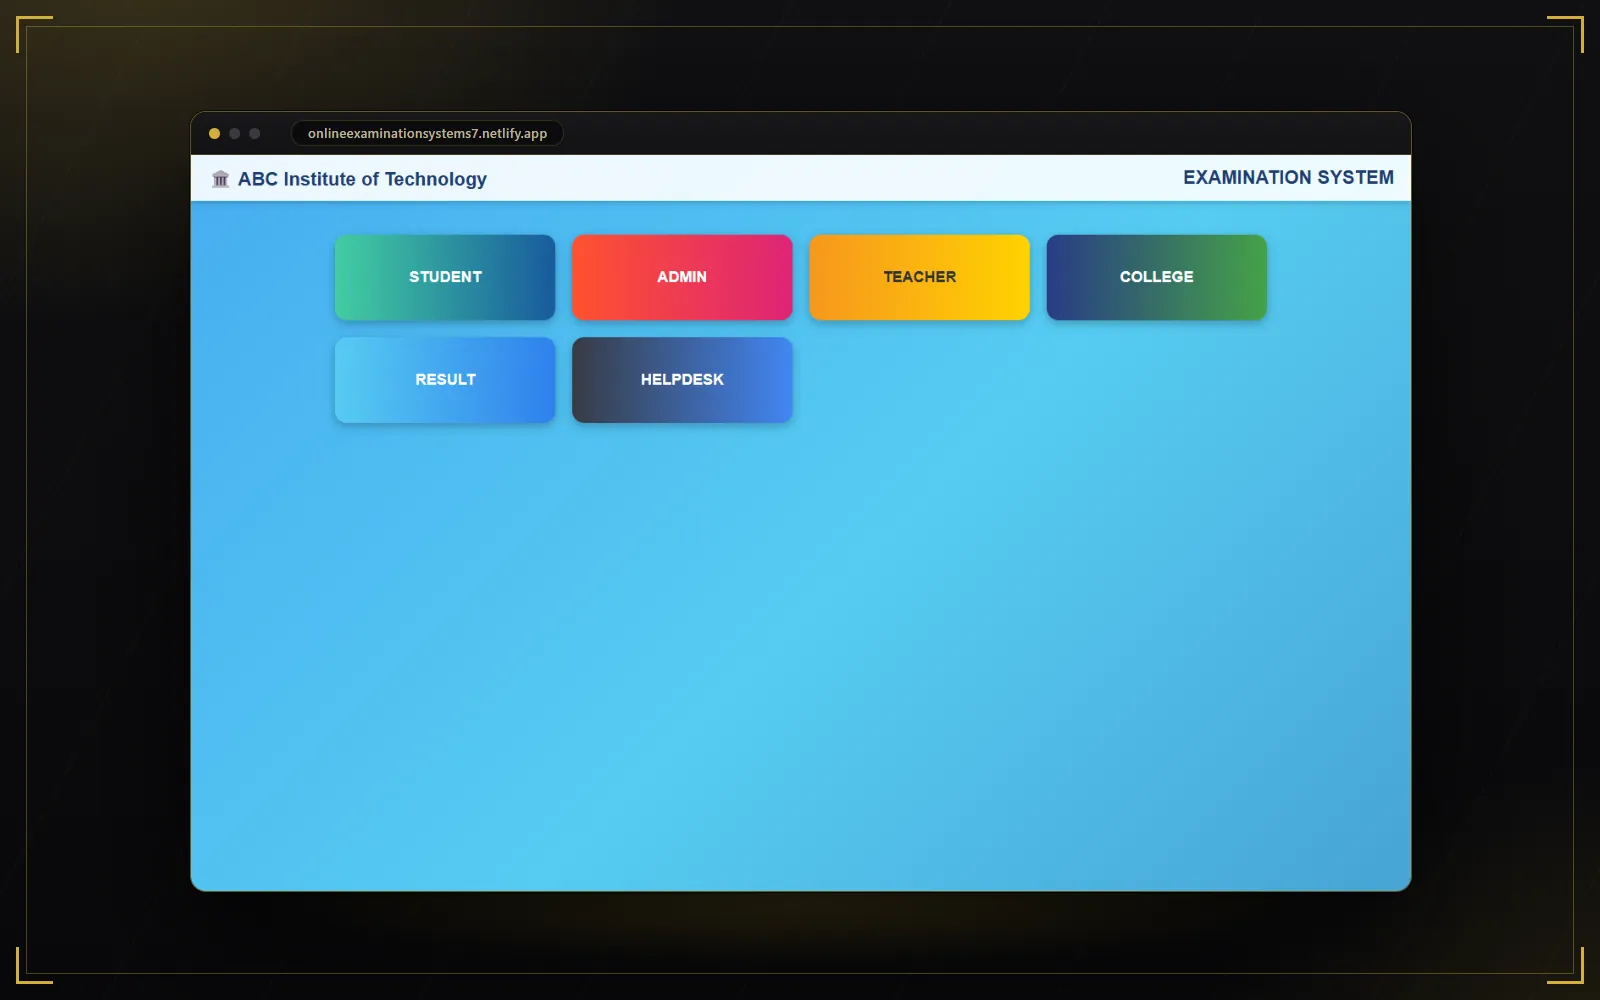 onlineexaminationsystems7.netlify.app
🏛️ ABC Institute of Technology
EXAMINATION SYSTEM
STUDENT
ADMIN
TEACHER
COLLEGE
RESULT
HELPDESK